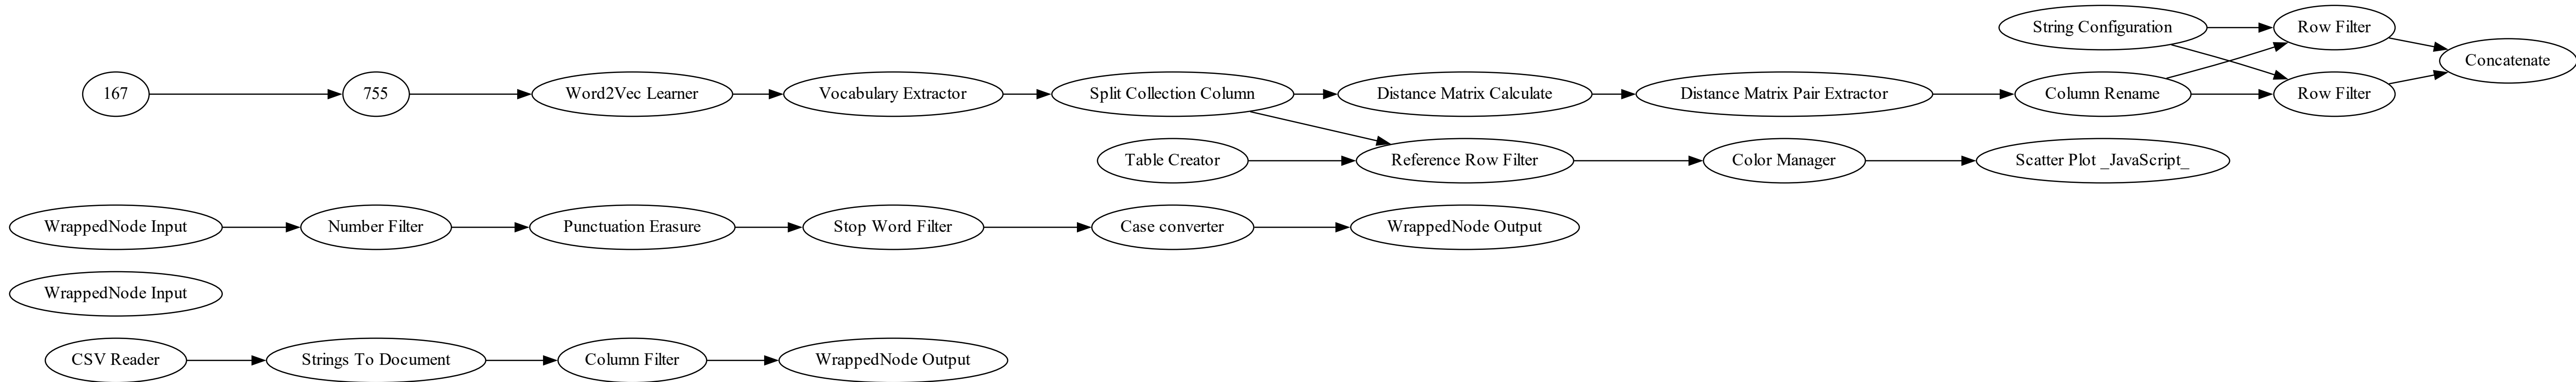 String Configuration
Row Filter
Concatenate
167
755
Word2Vec Learner
Vocabulary Extractor
Split Collection Column
Distance Matrix Calculate
Distance Matrix Pair Extractor
Column Rename
Row Filter
Table Creator
Reference Row Filter
Color Manager
Scatter Plot _JavaScript_
WrappedNode Input
Number Filter
Punctuation Erasure
Stop Word Filter
Case converter
WrappedNode Output
WrappedNode Input
CSV Reader
Strings To Document
Column Filter
WrappedNode Output